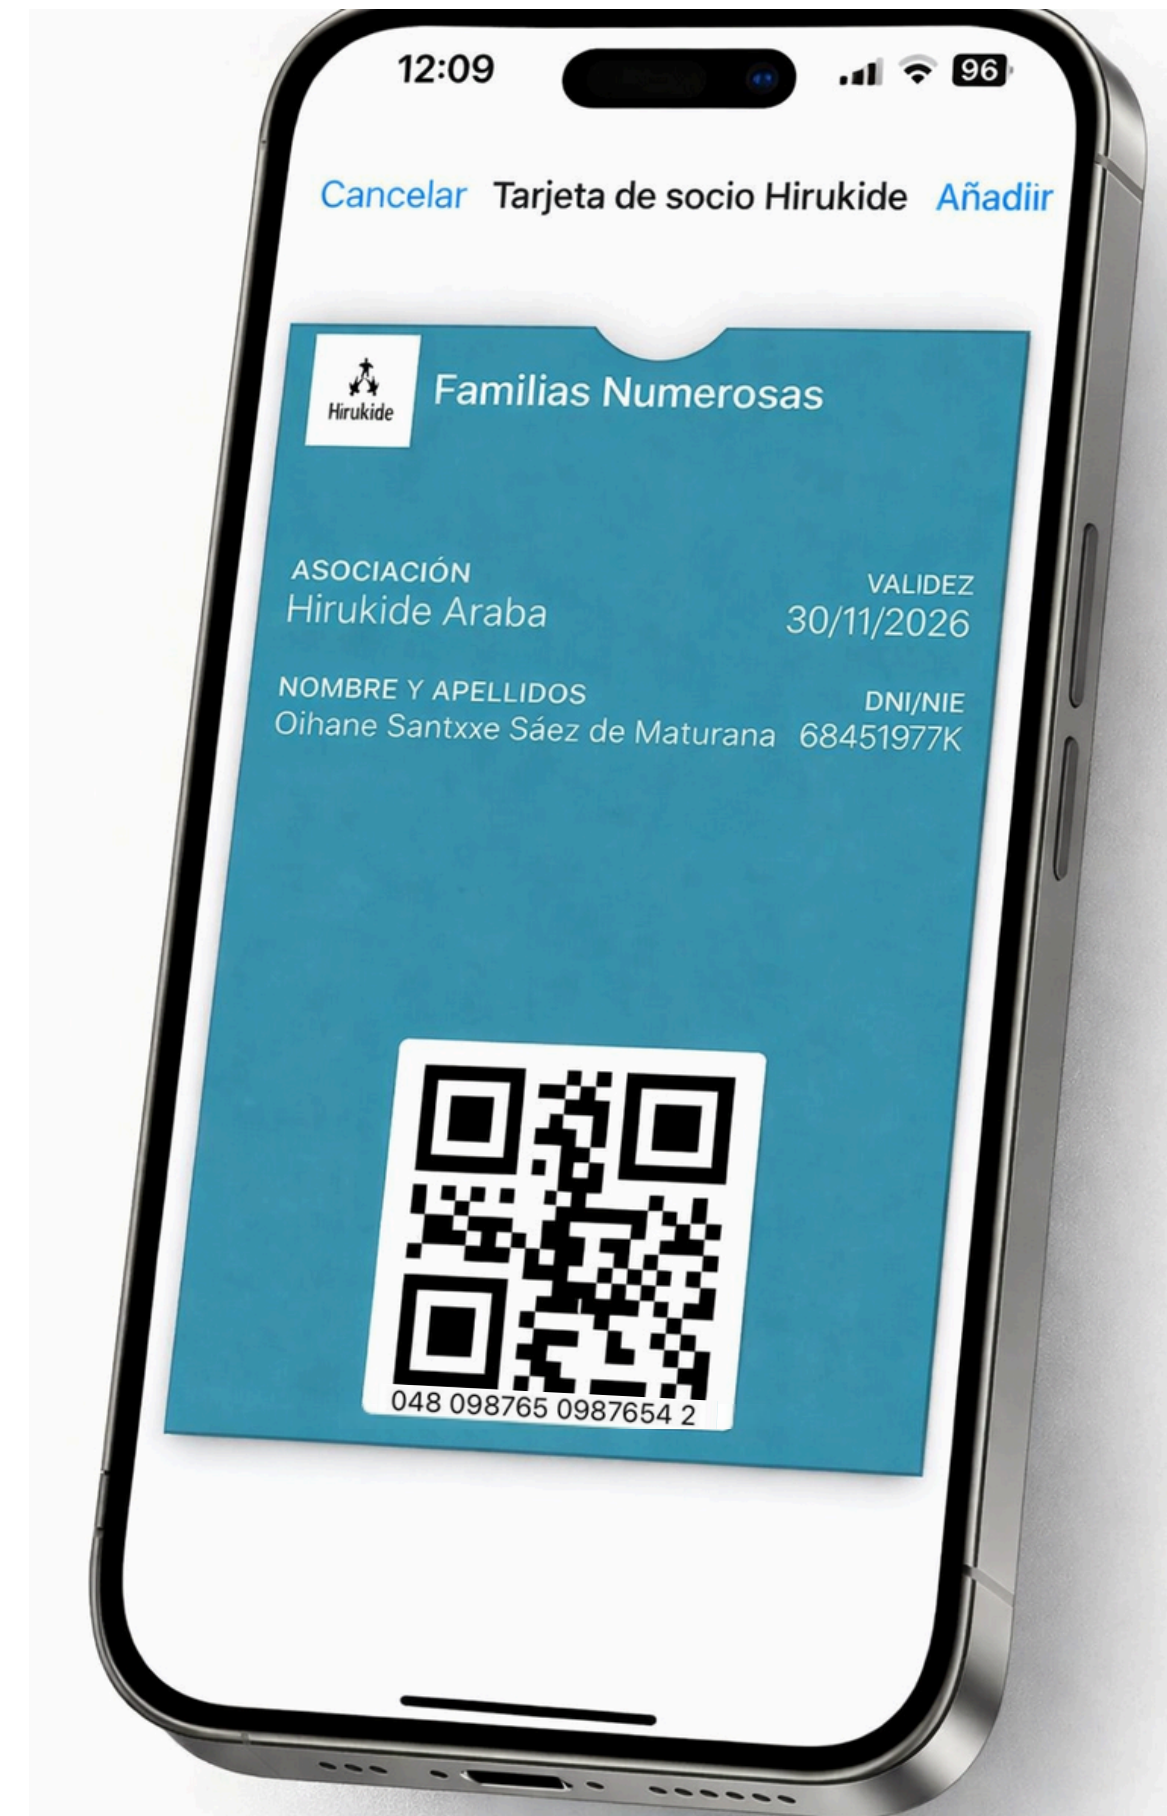 12:09
96
Cancelar Tarjeta de socio Hirukide Añadiir
Hirukide
Familias Numerosas
ASOCIACIÓN VALIDEZ
Hirukide Araba 30/11/2026
NOMBRE Y APELLIDOS DNI/NIE
Oihane Santxxe Sáez de Maturana 68451977K
048 098765 0987654 2